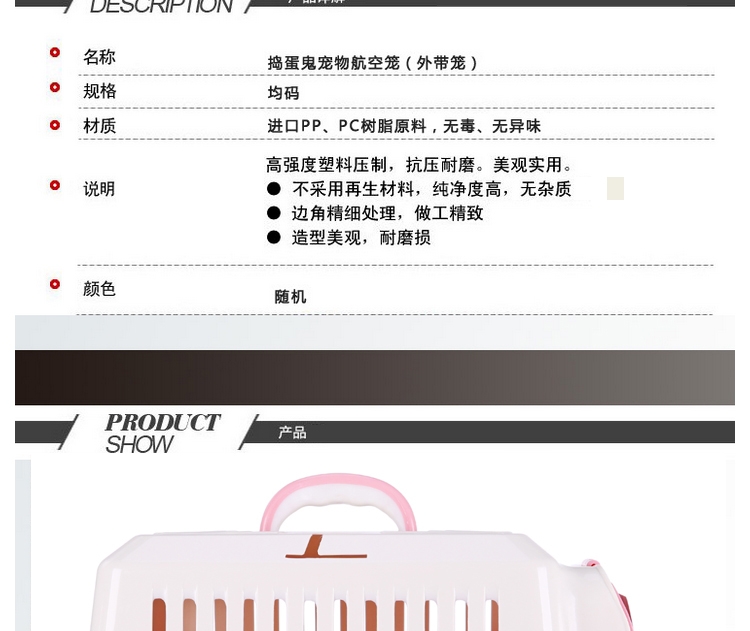 DESCRIPTION
产品详解
名称 捣蛋鬼宠物航空笼(外带笼)
规格 均码
材质 进口PP、PC树脂原料,无毒、无异味
高强度塑料压制，抗压耐磨。美观实用。
说明 ● 不采用再生材料，纯净度高，无杂质
● 边角精细处理，做工精致
● 造型美观，耐磨损
颜色 随机
PRODUCT
SHOW 产品